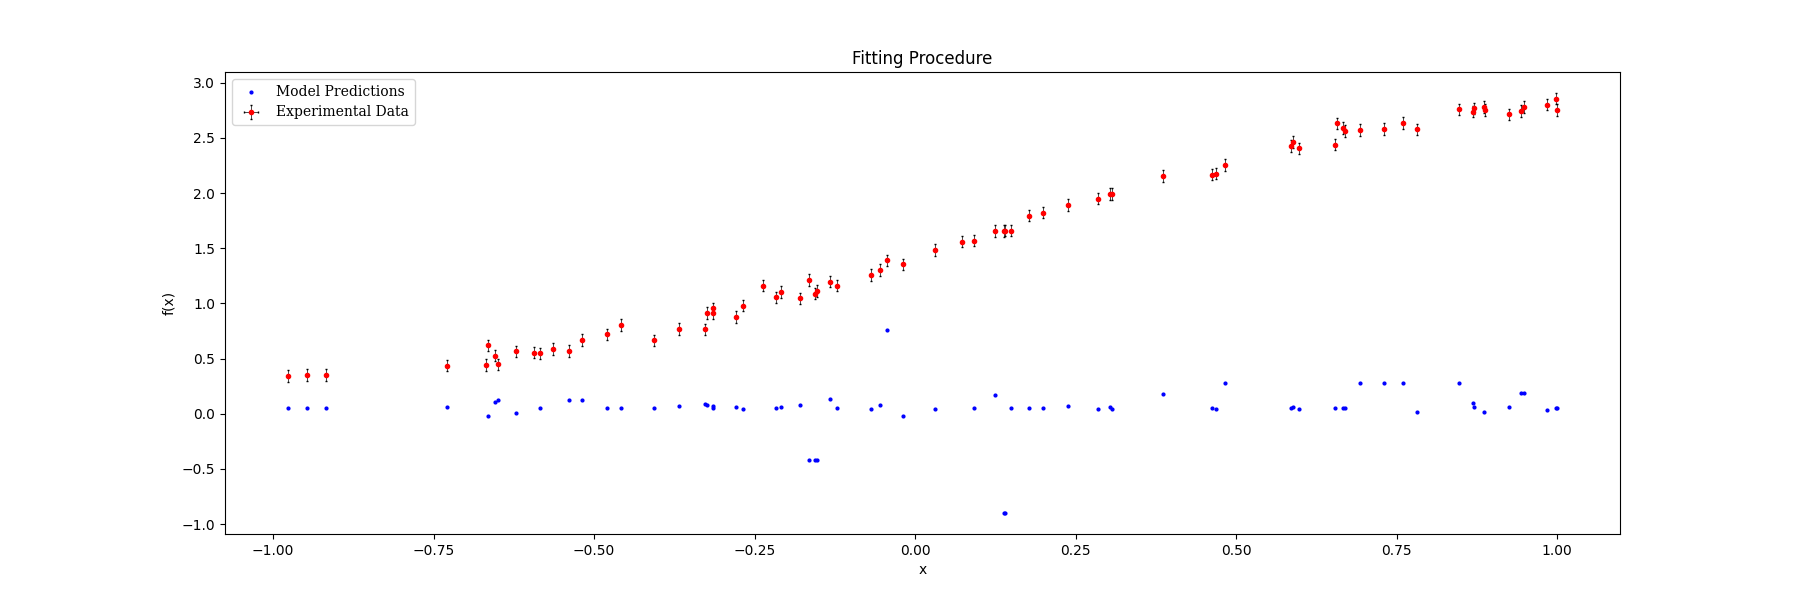 Fitting Procedure
3.0
2.5
2.0
1.5
1.0
0.5
0.0
−0.5
−1.0
f(x)
Model Predictions
Experimental Data
−1.00 −0.75 −0.50 −0.25 0.00 0.25 0.50 0.75 1.00
x